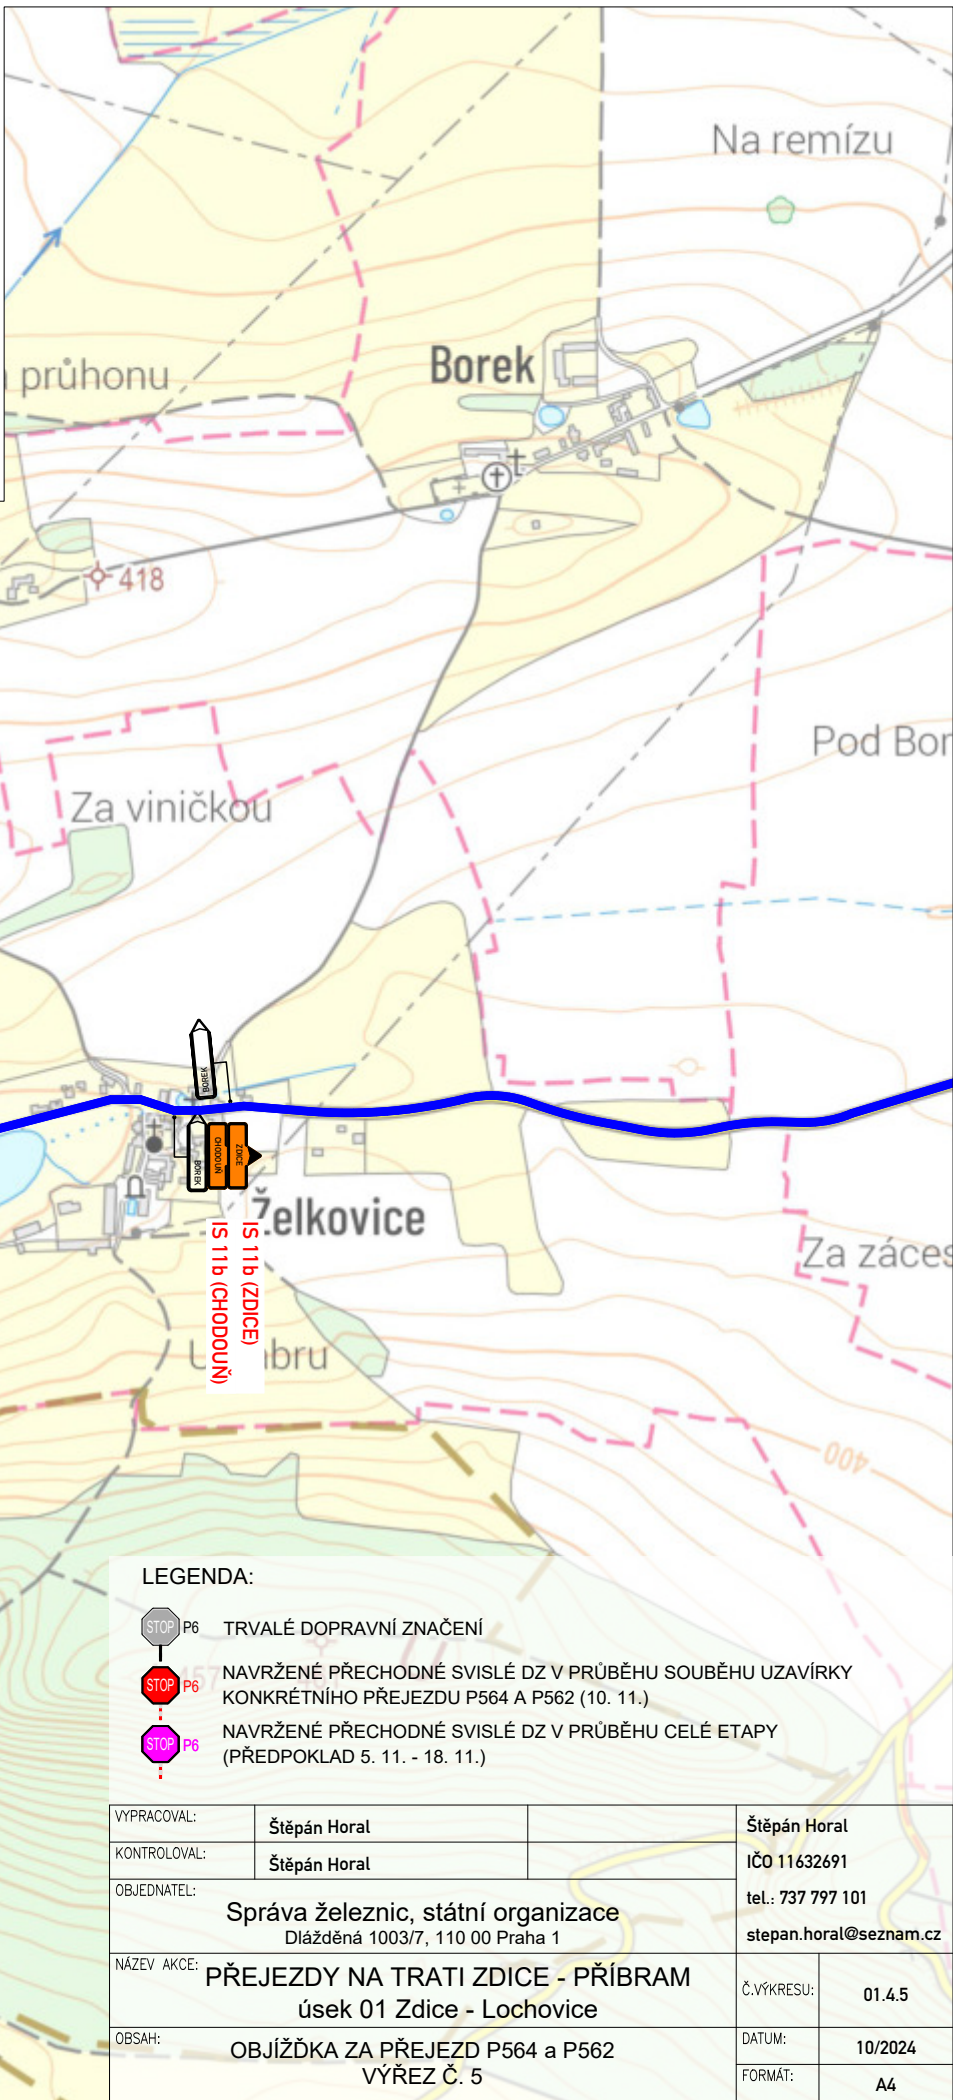 Na remízu
Borek
průhonu
418
Pod Bor
Za viničkou
BOREK
BOREK
CHODOUŇ
ZDICE
Želkovice
IS 11b (CHODOUŇ)
IS 11b (ZDICE)
Za záces
U
bru
400
LEGENDA:
STOP P6 TRVALÉ DOPRAVNÍ ZNAČENÍ
STOP P6 NAVRŽENÉ PŘECHODNÉ SVISLÉ DZ V PRŮBĚHU SOUBĚHU UZAVÍRKY
KONKRÉTNÍHO PŘEJEZDU P564 A P562 (10. 11.)
STOP P6 NAVRŽENÉ PŘECHODNÉ SVISLÉ DZ V PRŮBĚHU CELÉ ETAPY
(PŘEDPOKLAD 5. 11. - 18. 11.)
VYPRACOVAL: Štěpán Horal
KONTROLOVAL: Štěpán Horal
Štěpán Horal
IČO 11632691
tel.: 737 797 101
stepan.horal@seznam.cz
OBJEDNATEL:
Správa železnic, státní organizace
Dlážděná 1003/7, 110 00 Praha 1
NÁZEV AKCE: PŘEJEZDY NA TRATI ZDICE - PŘÍBRAM
úsek 01 Zdice - Lochovice
Č.VÝKRESU: 01.4.5
OBSAH: OBJÍŽĎKA ZA PŘEJEZD P564 a P562
VÝŘEZ Č. 5
DATUM: 10/2024
FORMÁT: A4